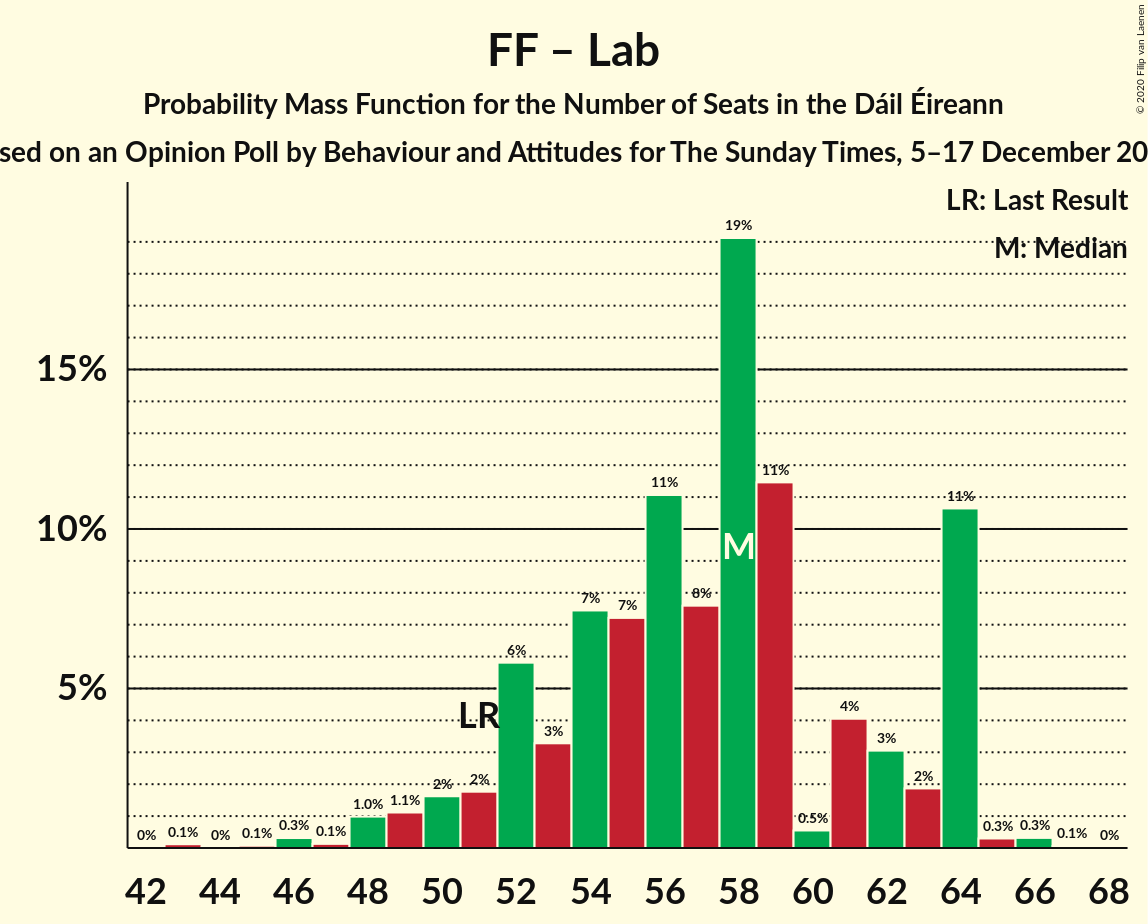 FF – Lab
Probability Mass Function for the Number of Seats in the Dáil Éireann
sed on an Opinion Poll by Behaviour and Attitudes for The Sunday Times, 5–17 December 20
© 2020 Filip van Laenen
LR: Last Result
M: Median
15%
10%
5%
0% 0.1% 0% 0.1% 0.3% 0.1% 1.0% 1.1% 2% 2% 6% 3% 7% 7% 11% 8% 19% 11% 0.5% 4% 3% 2% 11% 0.3% 0.3% 0.1% 0%
LR
M
42 44 46 48 50 52 54 56 58 60 62 64 66 68